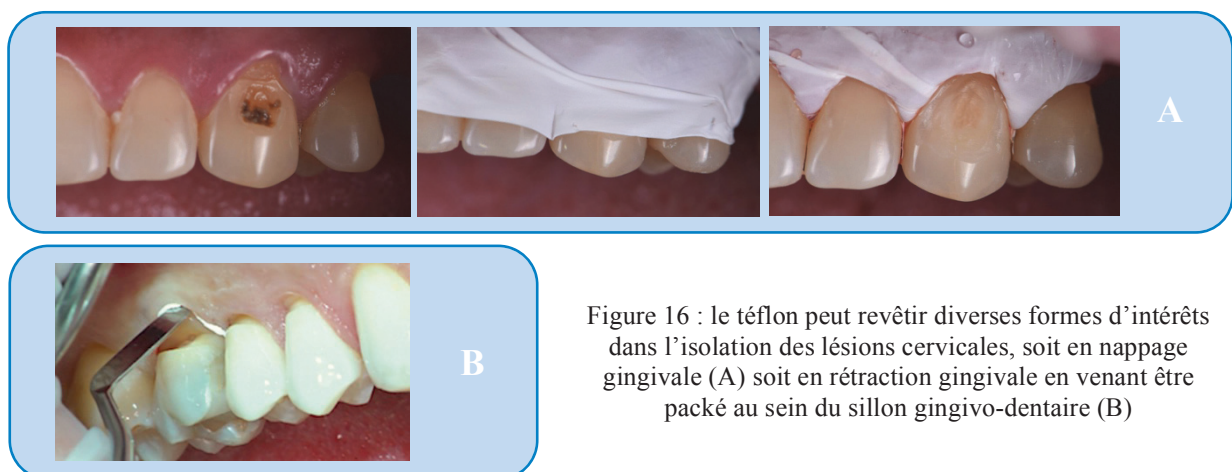 A
B
Figure 16 : le téflon peut revêtir diverses formes d’intérêts
dans l’isolation des lésions cervicales, soit en nappage
gingivale (A) soit en rétraction gingivale en venant être
packé au sein du sillon gingivo-dentaire (B)